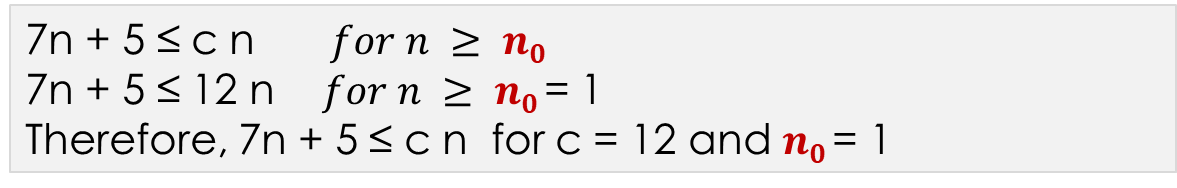 7n + 5 ≤ c n for n ≥ n₀
7n + 5 ≤ 12 n for n ≥ n₀ = 1
Therefore, 7n + 5 ≤ c n for c = 12 and n₀ = 1